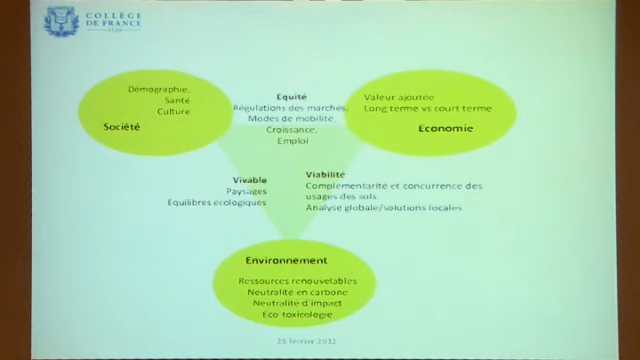 COLLÈGE
DE FRANCE
1530
Démographie,
Santé
Culture
Société
Equité
Régulations des marchés,
Modes de mobilité,
Croissance,
Emploi
Valeur ajoutée
Long terme vs court terme
Economie
Vivable
Paysages
Equilibres écologiques
Viabilité
Complémentarité et concurrence des
usages des sols
Analyse globale/solutions locales
Environnement
Ressources renouvelables
Neutralité en carbone
Neutralité d'impact
Eco-toxicologie
28 février 2012